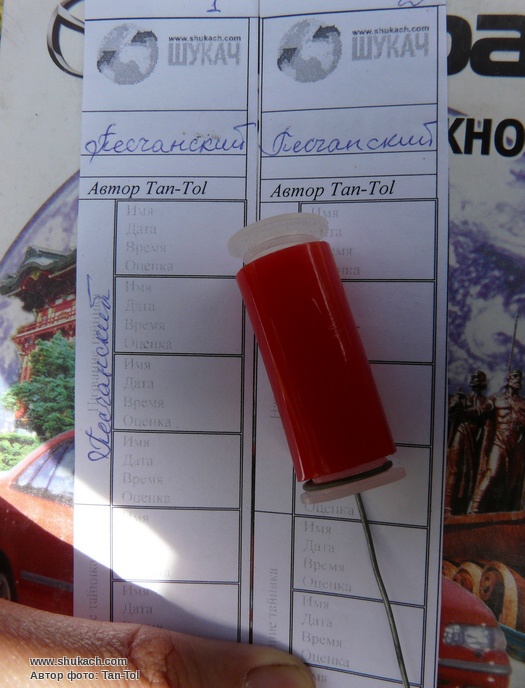 1 2
www.shukach.com
ШУКАЧ
www.shukach.com
ШУКАЧ
Песчанский
Песчанский
Автор Tan-Tol
Автор Tan-Tol
Имя
Дата
Время
Оценка
Имя
Дата
Время
Оценка
Имя
Дата
Время
Оценка
Имя
Дата
Время
Оценка
Имя
Песчанский
Имя
Оценка
Имя
Дата
Время
Оценка
Имя
Дата
Время
www.shukach.com
Автор фото: Tan-Tol